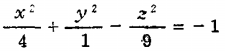 x²/4 + y²/1 - z²/9 = -1